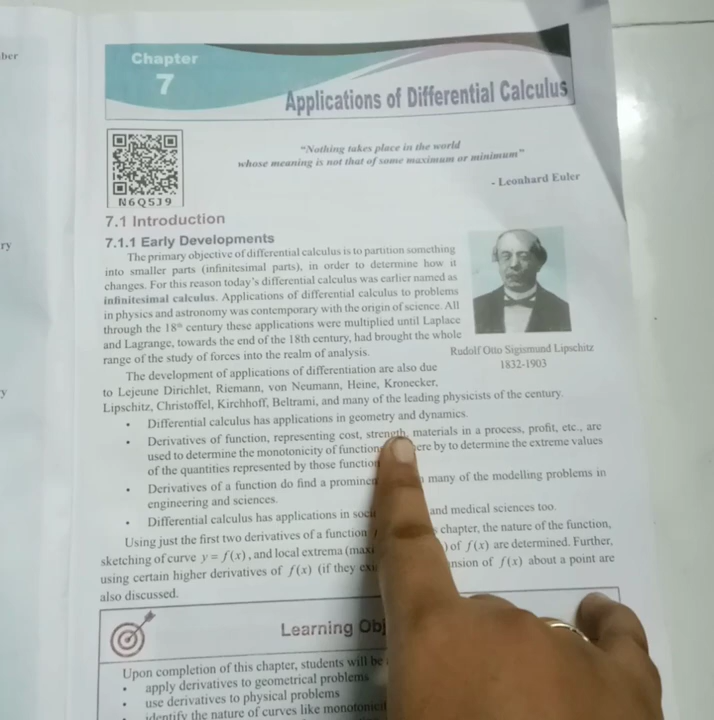 ber
ry
y
Chapter
7
Applications of Differential Calculus
N6Q5J9
“Nothing takes place in the world
whose meaning is not that of some maximum or minimum”
- Leonhard Euler
7.1 Introduction
7.1.1 Early Developments
The primary objective of differential calculus is to partition something
into smaller parts (infinitesimal parts), in order to determine how it
changes. For this reason today's differential calculus was earlier named as
infinitesimal calculus. Applications of differential calculus to problems
in physics and astronomy was contemporary with the origin of science. All
through the 18th century these applications were multiplied until Laplace
and Lagrange, towards the end of the 18th century, had brought the whole
range of the study of forces into the realm of analysis.
Rudolf Otto Sigismund Lipschitz
1832-1903
The development of applications of differentiation are also due
to Lejeune Dirichlet, Riemann, von Neumann, Heine, Kronecker,
Lipschitz, Christoffel, Kirchhoff, Beltrami, and many of the leading physicists of the century.
• Differential calculus has applications in geometry and dynamics.
• Derivatives of function, representing cost, strength, materials in a process, profit, etc., are
used to determine the monotonicity of function ere by to determine the extreme values
of the quantities represented by those function
• Derivatives of a function do find a prominen many of the modelling problems in
engineering and sciences.
• Differential calculus has applications in soci and medical sciences too.
Using just the first two derivatives of a function chapter, the nature of the function,
sketching of curve y = f(x), and local extrema (maxi ) of f(x) are determined. Further,
using certain higher derivatives of f(x) (if they ex nsion of f(x) about a point are
also discussed.
Learning Obj
Upon completion of this chapter, students will be
• apply derivatives to geometrical problems
• use derivatives to physical problems
• identify the nature of curves like monotonicit